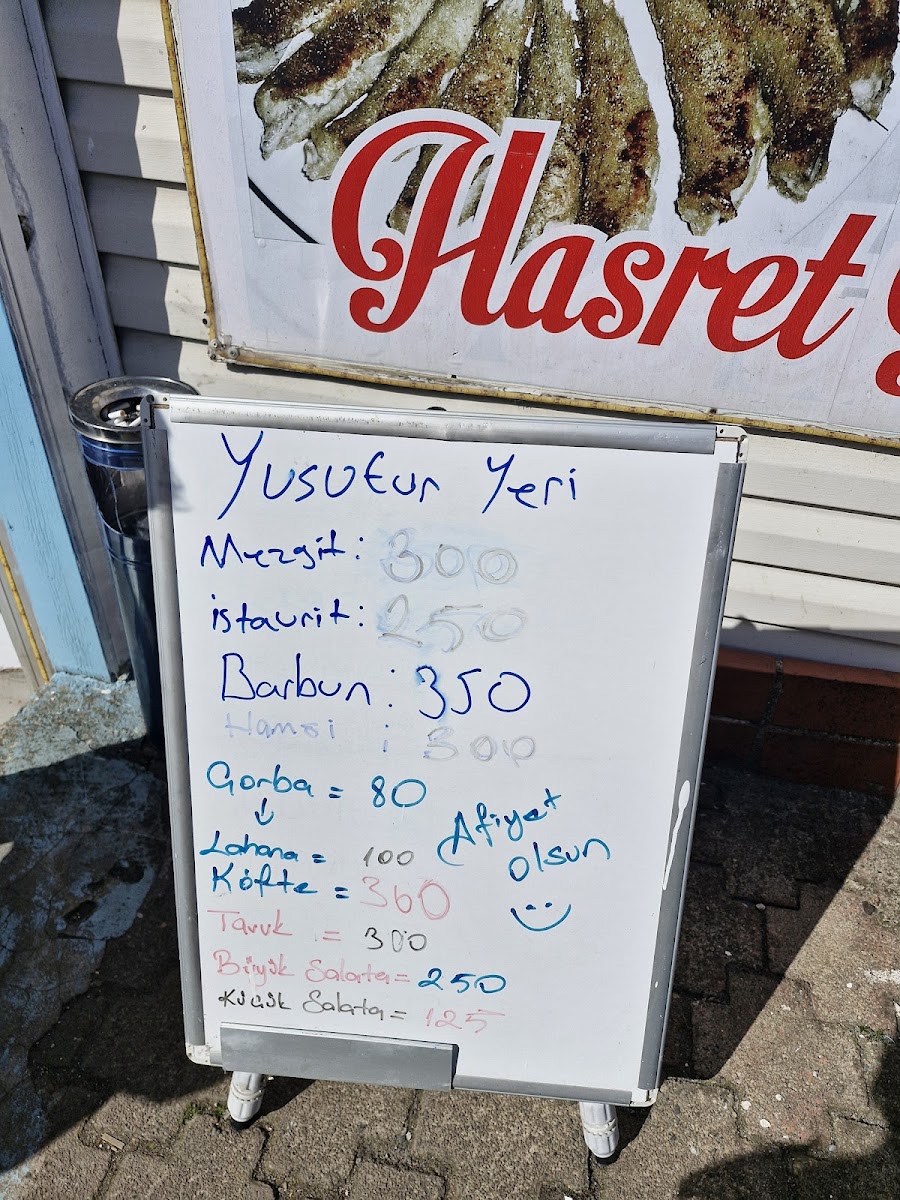 Hasret
Yusufun Yeri
Mezgit: 300
istavrit: 250
Barbun: 350
Hamsi : 300
Çorba = 80
Lahana = 100
Afiyet
olsun
Köfte = 360
Tavuk = 300
Büyük Salata = 250
Küçük Salata = 125